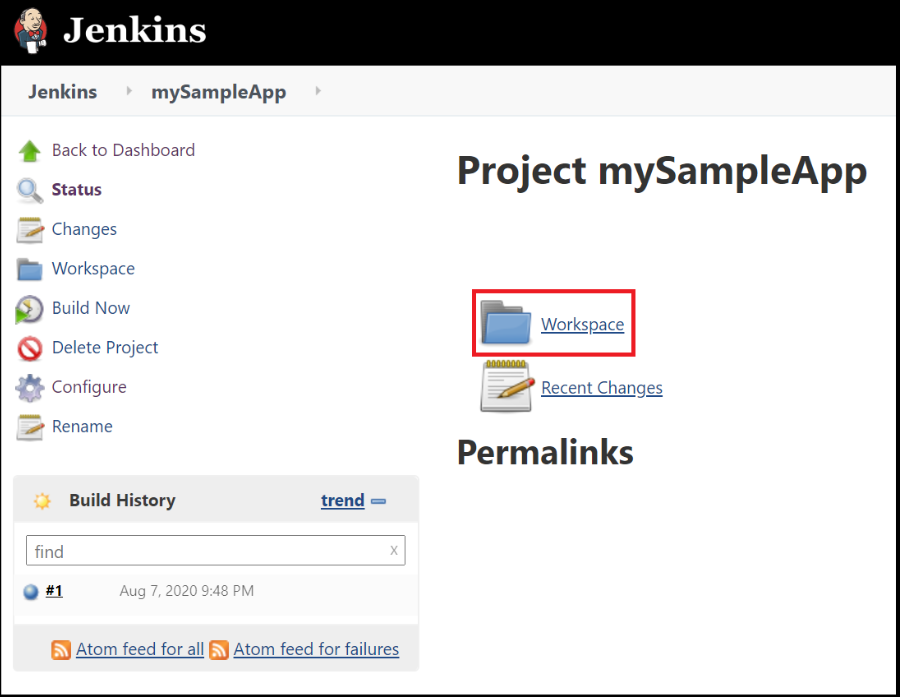 Jenkins
Jenkins
mySampleApp
Back to Dashboard
Status
Changes
Workspace
Build Now
Delete Project
Configure
Rename
Build History
trend
find
x
#1
Aug 7, 2020 9:48 PM
Atom feed for all
Atom feed for failures
Project mySampleApp
Workspace
Recent Changes
Permalinks